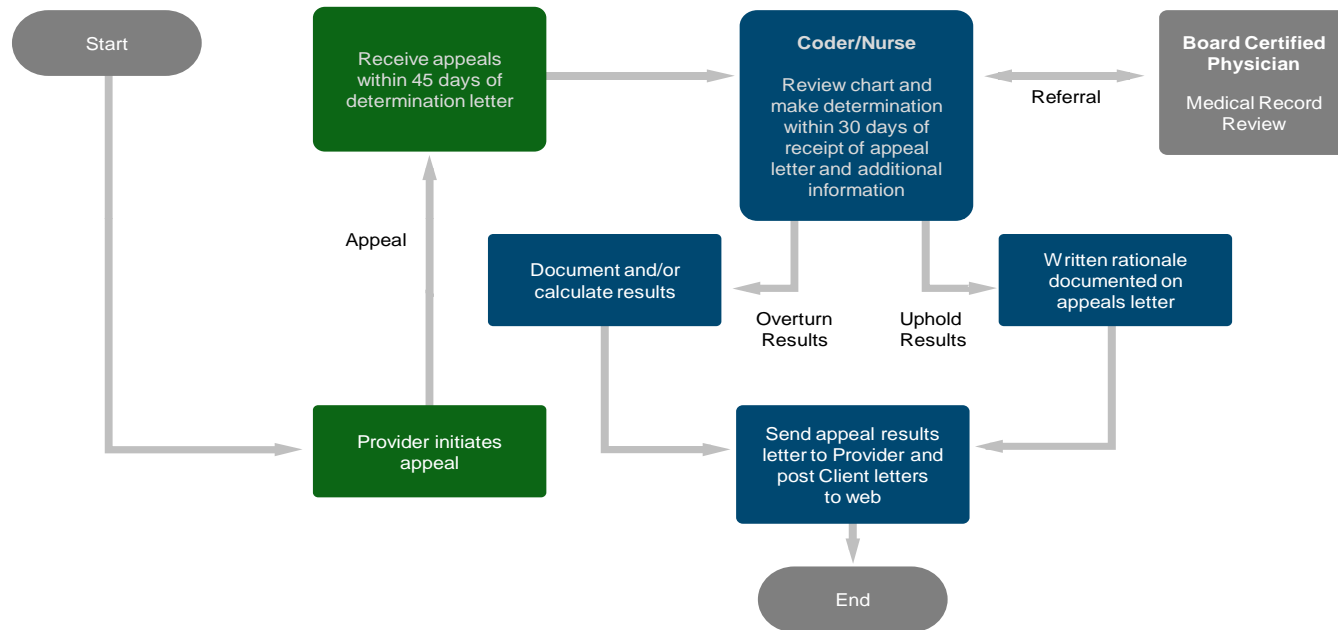 Start
Receive appeals
within 45 days of
determination letter
Coder/Nurse
Review chart and
make determination
within 30 days of
receipt of appeal
letter and additional
information
Referral
Board Certified
Physician
Medical Record
Review
Appeal
Document and/or
calculate results
Overturn
Results
Uphold
Results
Written rationale
documented on
appeals letter
Provider initiates
appeal
Send appeal results
letter to Provider and
post Client letters
to web
End